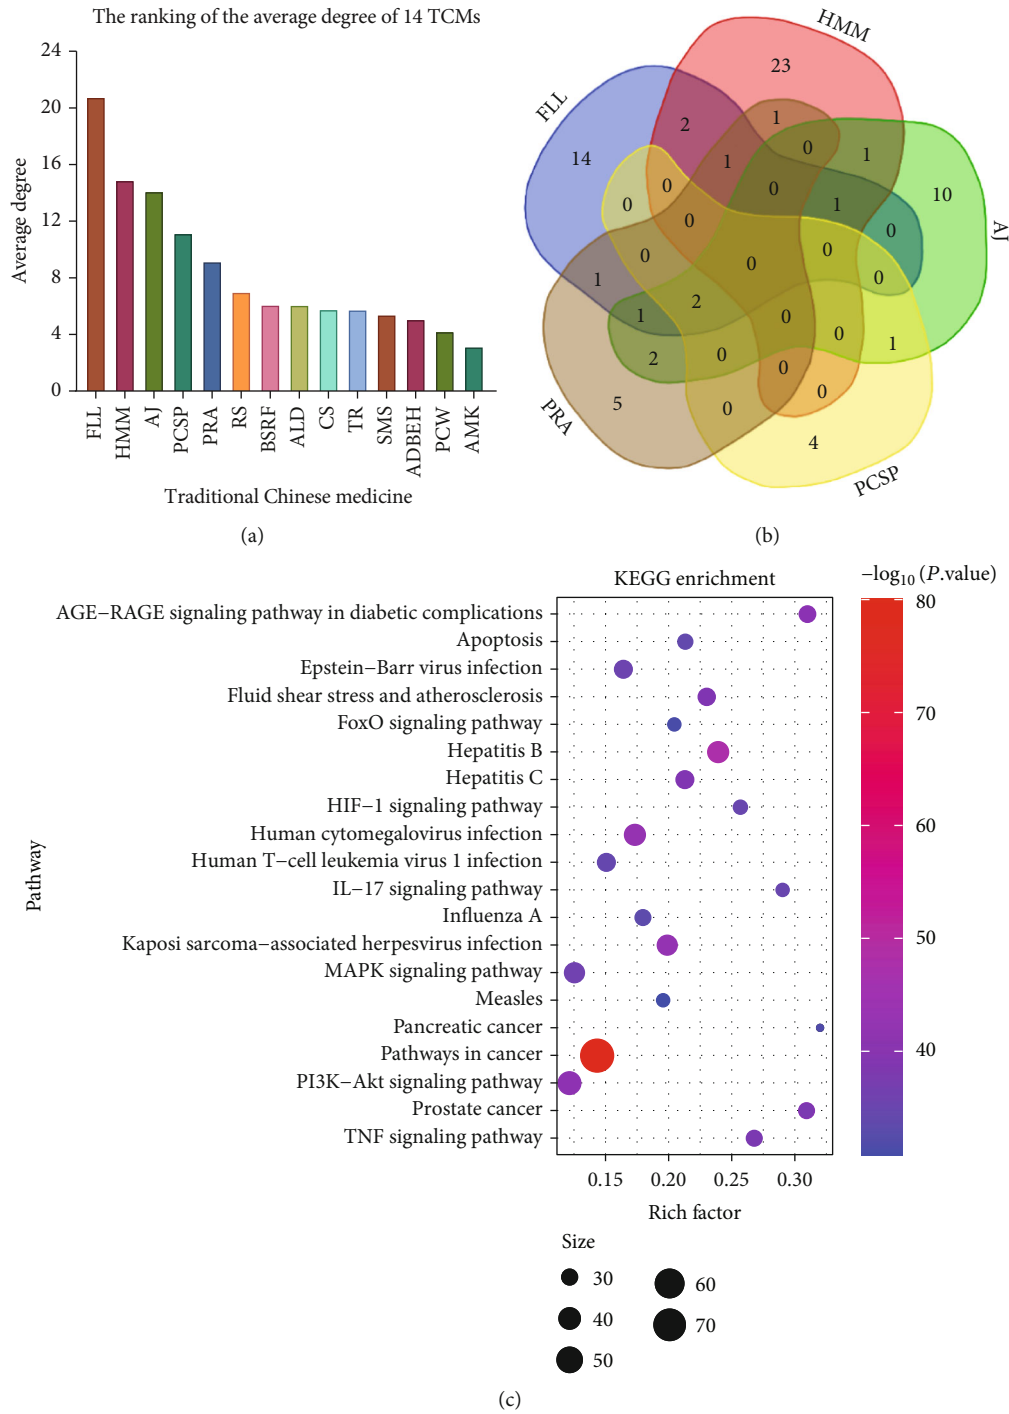 The ranking of the average degree of 14 TCMs
24
20
16
12
8
4
0
Average degree
FLL
HMM
AJ
PCSP
PRA
RS
BSRF
ALD
CS
TR
SMS
ADBEH
PCW
AMK
Traditional Chinese medicine
(a)
HMM
FLL
AJ
PRA
PCSP
23
1
2
0
1
14
1
0
0
10
0
1
0
0
0
0
0
0
1
2
1
0
0
1
2
0
0
0
5
0
4
(b)
KEGG enrichment
−log10 (P.value)
AGE−RAGE signaling pathway in diabetic complications
Apoptosis
Epstein−Barr virus infection
Fluid shear stress and atherosclerosis
FoxO signaling pathway
Hepatitis B
Hepatitis C
HIF−1 signaling pathway
Human cytomegalovirus infection
Human T−cell leukemia virus 1 infection
IL−17 signaling pathway
Influenza A
Kaposi sarcoma−associated herpesvirus infection
MAPK signaling pathway
Measles
Pancreatic cancer
Pathways in cancer
PI3K−Akt signaling pathway
Prostate cancer
TNF signaling pathway
Pathway
0.15 0.20 0.25 0.30
Rich factor
80
70
60
50
40
Size
30 60
40 70
50
(c)